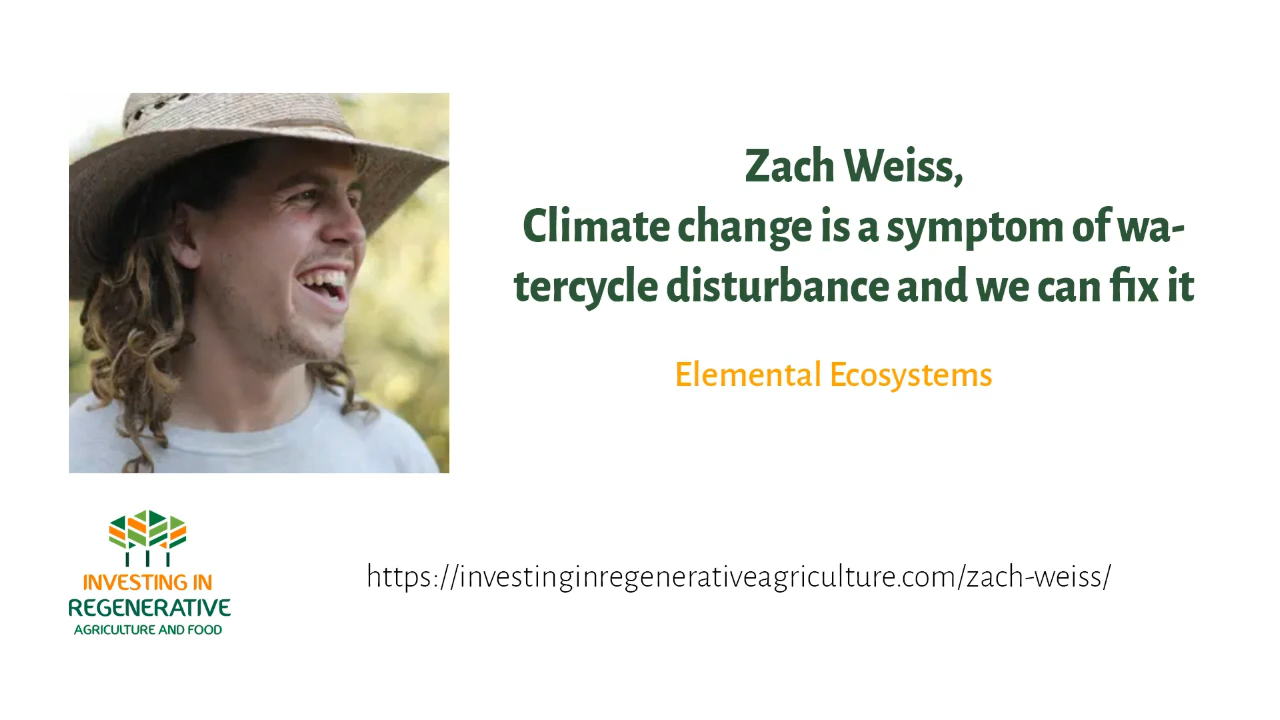 Zach Weiss,
Climate change is a symptom of wa-
tercycle disturbance and we can fix it
Elemental Ecosystems
INVESTING IN
REGENERATIVE
AGRICULTURE AND FOOD
https://investinginregenerativeagriculture.com/zach-weiss/